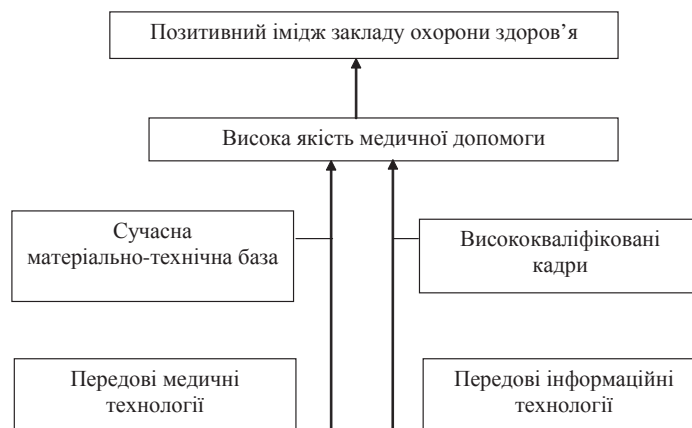 Позитивний імідж закладу охорони здоров’я
Висока якість медичної допомоги
Сучасна
матеріально-технічна база
Висококваліфіковані
кадри
Передові медичні
технології
Передові інформаційні
технології